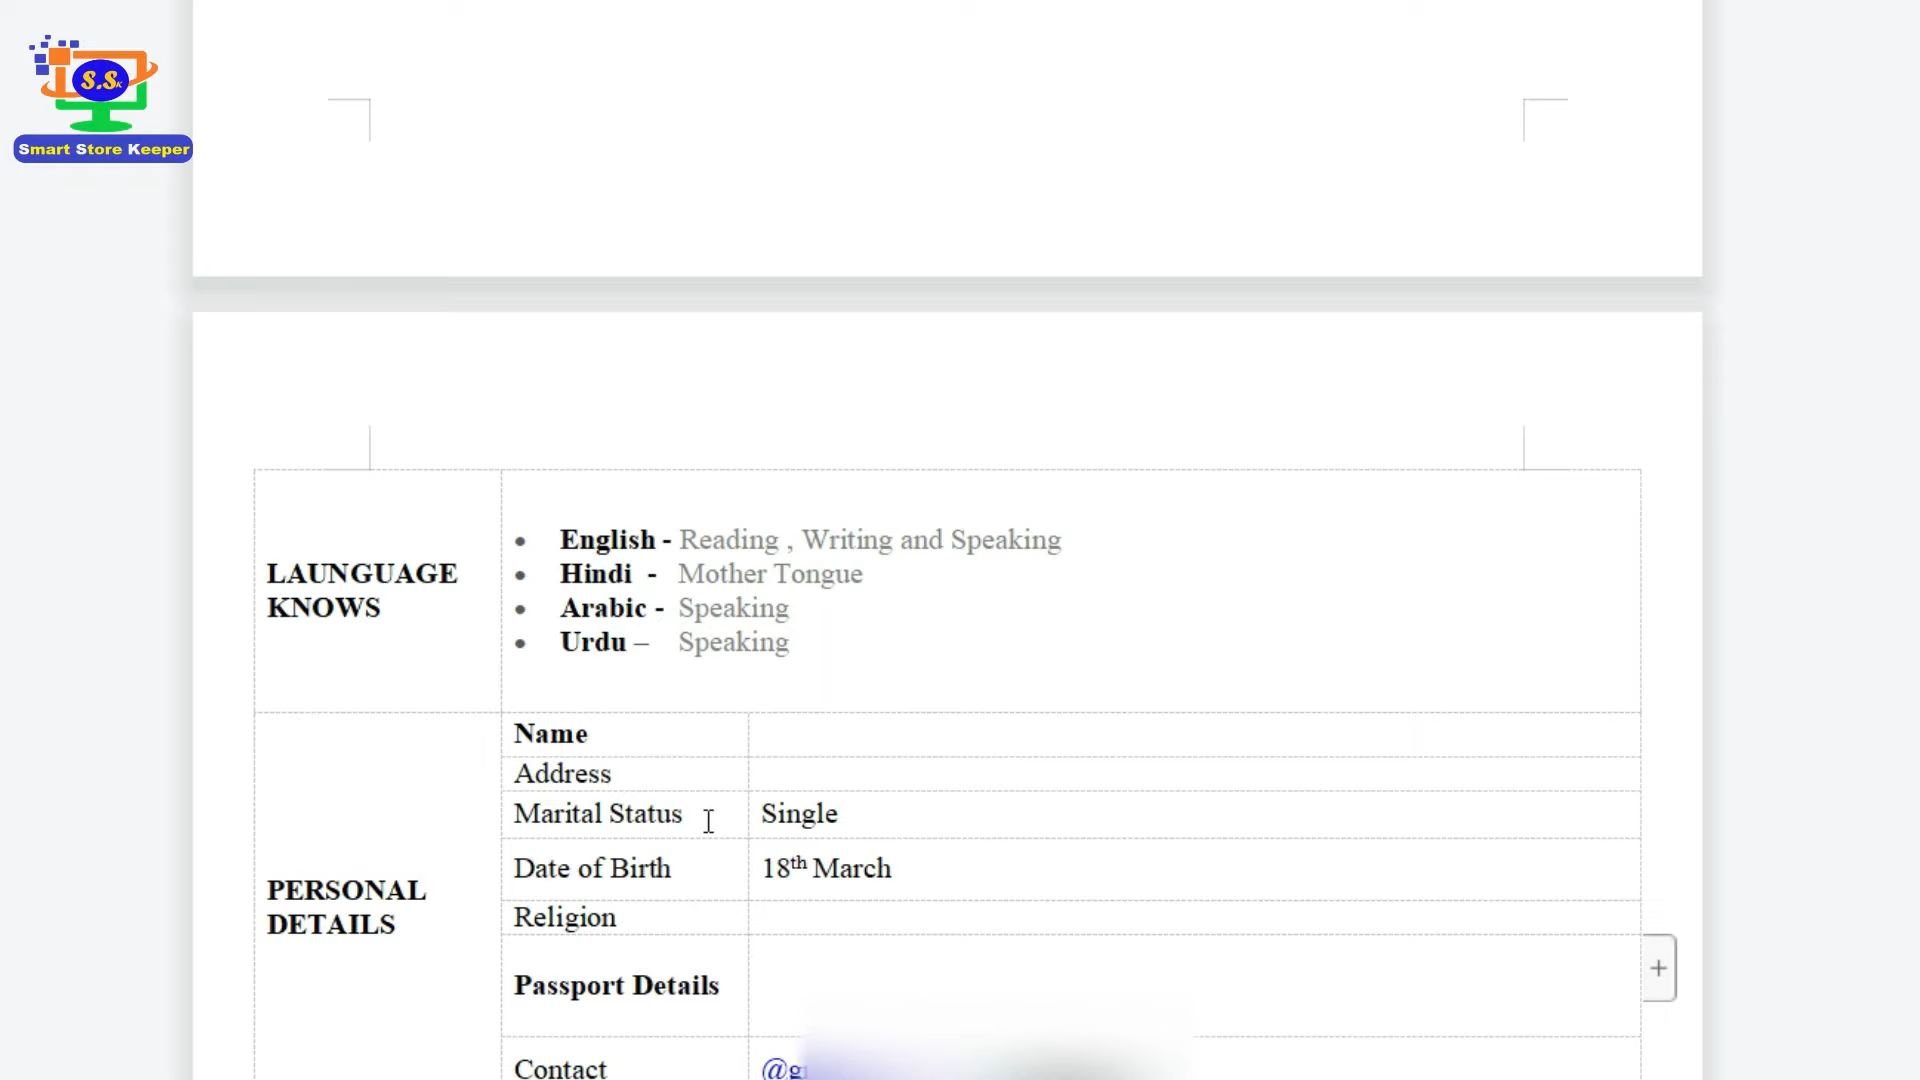 S.SK
Smart Store Keeper
LAUNGUAGE
KNOWS
• English - Reading , Writing and Speaking
• Hindi - Mother Tongue
• Arabic - Speaking
• Urdu – Speaking
PERSONAL
DETAILS
Name
Address
Marital Status Single
Date of Birth 18th March
Religion
Passport Details
Contact